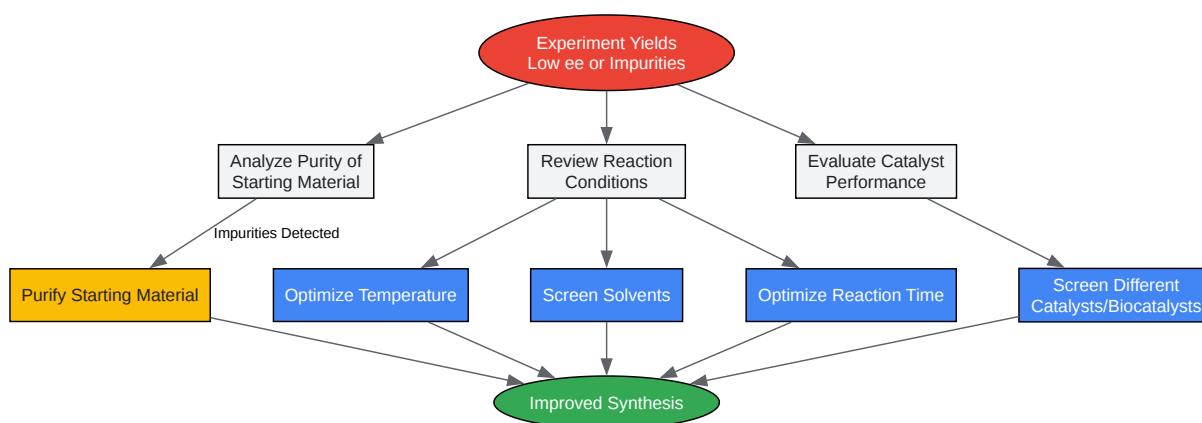 Experiment Yields
Low ee or Impurities
Analyze Purity of
Starting Material
Review Reaction
Conditions
Evaluate Catalyst
Performance
Impurities Detected
Purify Starting Material
Optimize Temperature
Screen Solvents
Optimize Reaction Time
Screen Different
Catalysts/Biocatalysts
Improved Synthesis